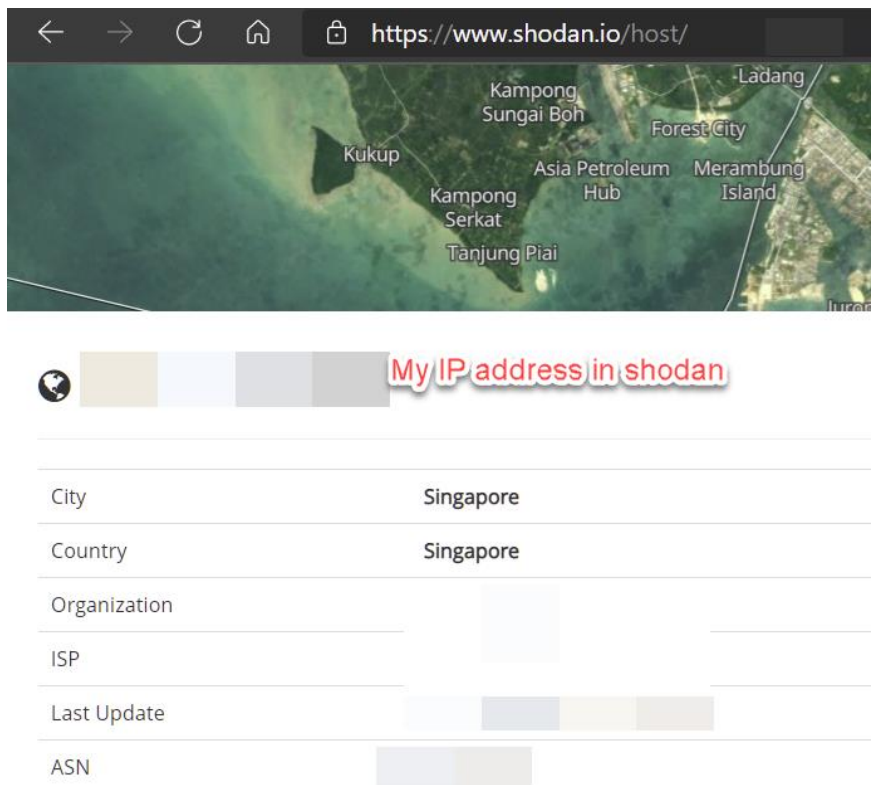 https://www.shodan.io/host/
Ladang
Kampong
Sungai Boh
Forest City
Kukup
Asia Petroleum
Hub
Merambung
Island
Kampong
Serkat
Tanjung Piai
My IP address in shodan
City Singapore
Country Singapore
Organization
ISP
Last Update
ASN